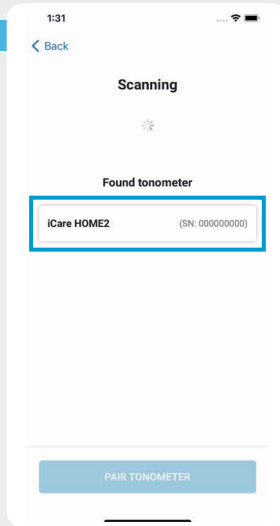 1:31
Back
Scanning
Found tonometer
iCare HOME2 (SN: 000000000)
PAIR TONOMETER